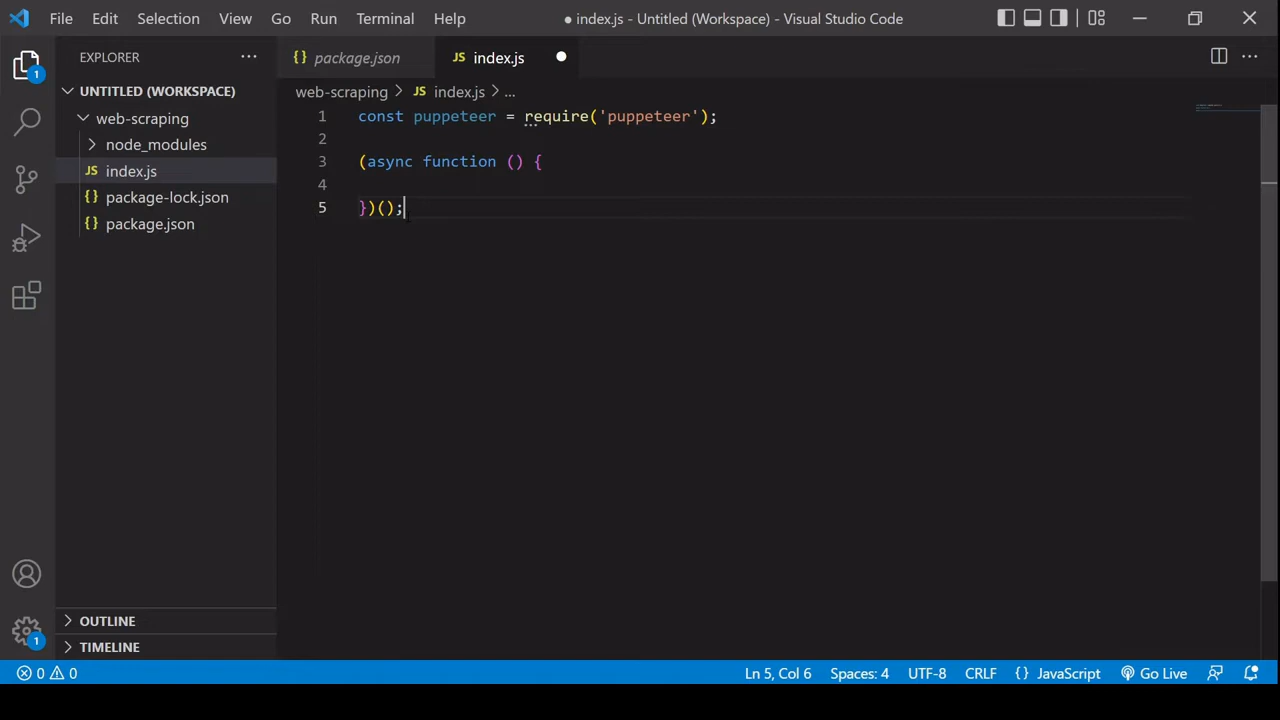 File Edit Selection View Go Run Terminal Help ● index.js - Untitled (Workspace) - Visual Studio Code
EXPLORER ···
{} package.json
JS index.js ●
1
UNTITLED (WORKSPACE)
web-scraping
node_modules
JS index.js
{} package-lock.json
{} package.json
web-scraping > JS index.js > ...
1 const puppeteer = require('puppeteer');
2
3 (async function () {
4
5 })();
OUTLINE
TIMELINE
1
0 0 Ln 5, Col 6 Spaces: 4 UTF-8 CRLF {} JavaScript Go Live